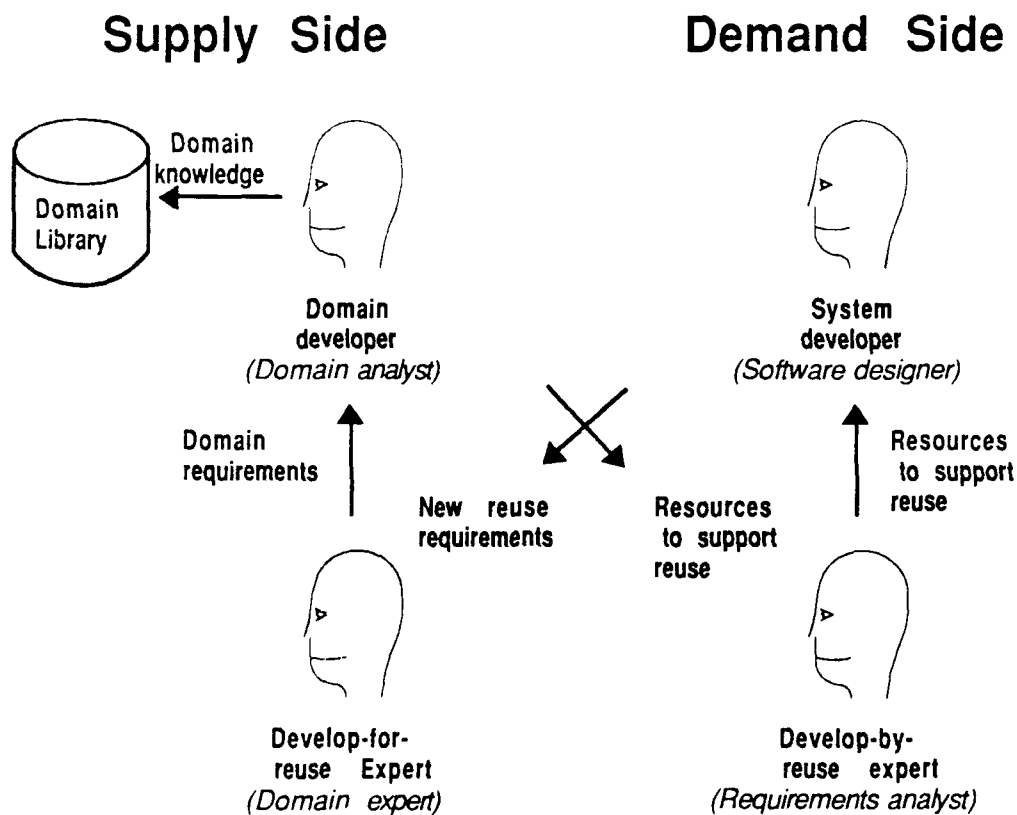 Supply Side
Demand Side
Domain
knowledge
Domain
Library
Domain
developer
(Domain analyst)
System
developer
(Software designer)
Domain
requirements
New reuse
requirements
Resources
to support
reuse
Resources
to support
reuse
Develop-for-
reuse Expert
(Domain expert)
Develop-by-
reuse expert
(Requirements analyst)